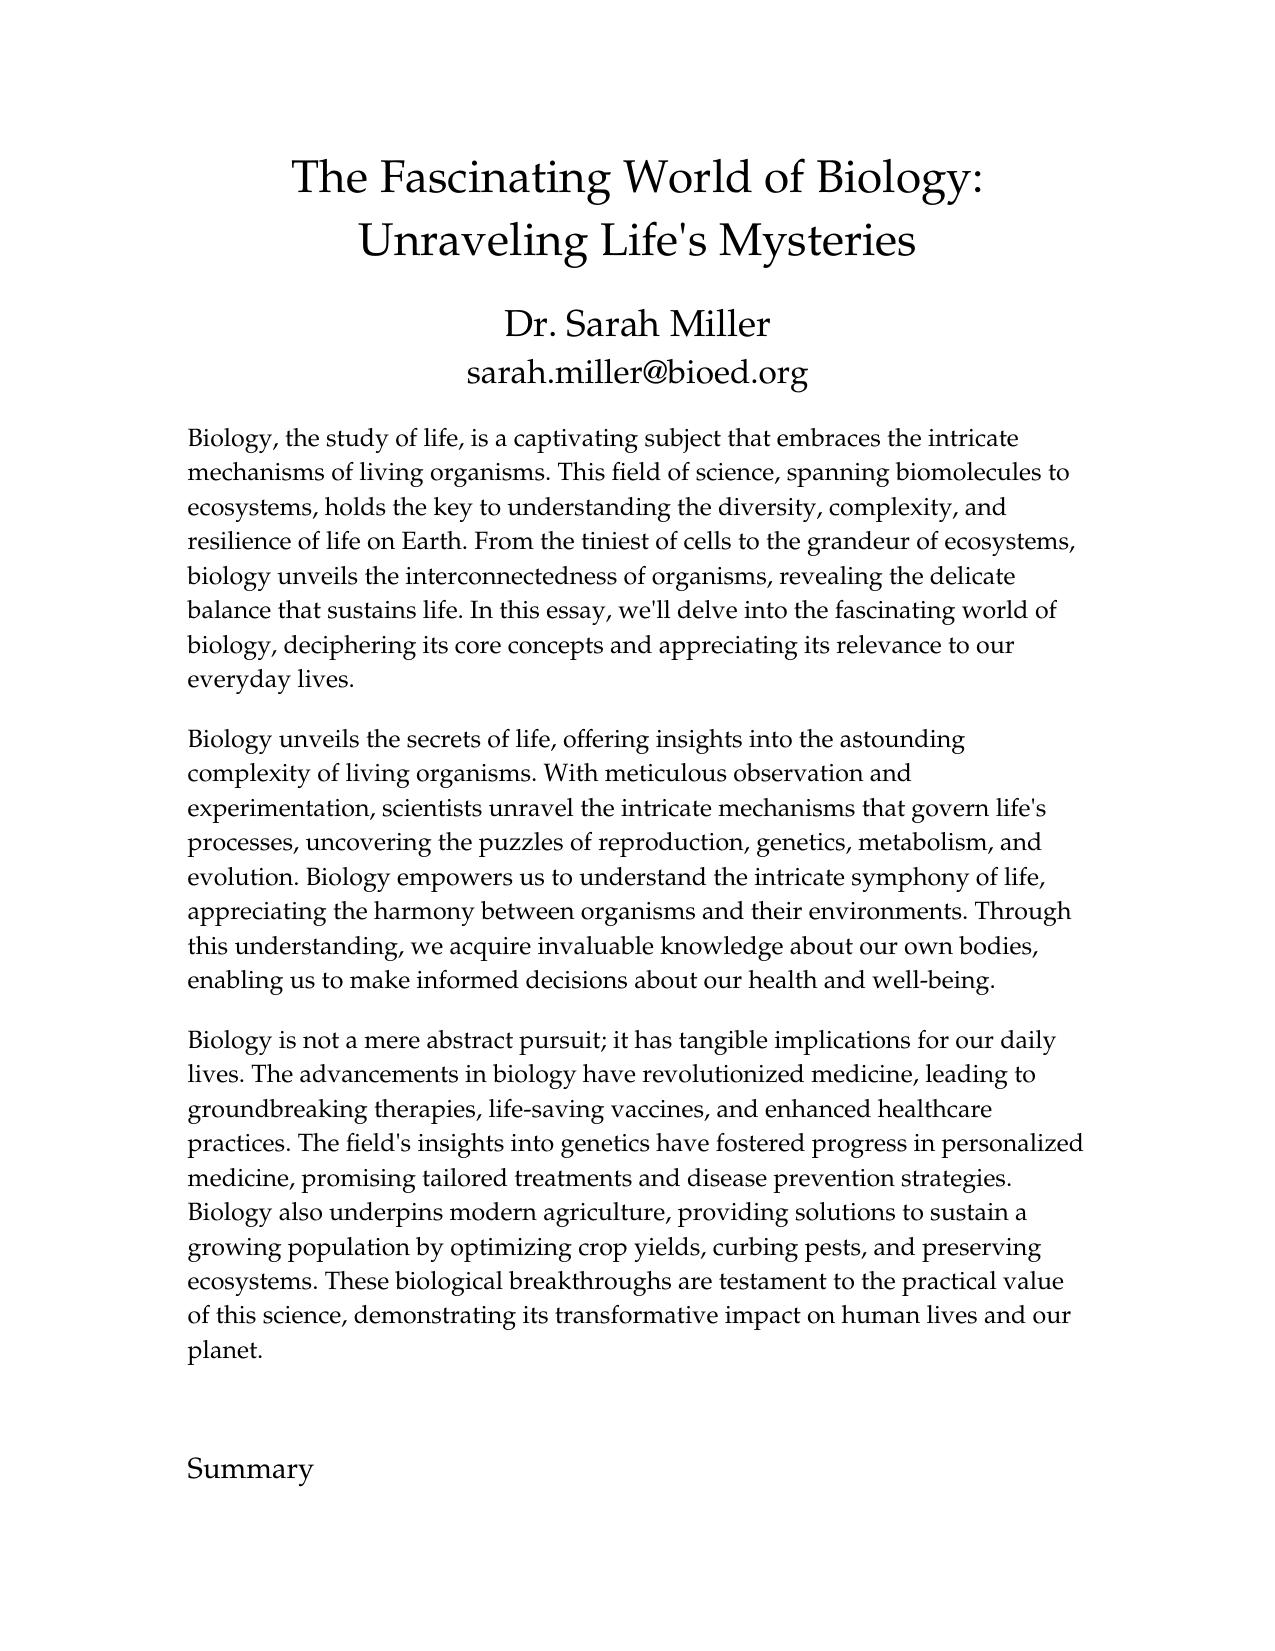 The Fascinating World of Biology:
Unraveling Life's Mysteries
Dr. Sarah Miller
sarah.miller@bioed.org
Biology, the study of life, is a captivating subject that embraces the intricate
mechanisms of living organisms. This field of science, spanning biomolecules to
ecosystems, holds the key to understanding the diversity, complexity, and
resilience of life on Earth. From the tiniest of cells to the grandeur of ecosystems,
biology unveils the interconnectedness of organisms, revealing the delicate
balance that sustains life. In this essay, we'll delve into the fascinating world of
biology, deciphering its core concepts and appreciating its relevance to our
everyday lives.
Biology unveils the secrets of life, offering insights into the astounding
complexity of living organisms. With meticulous observation and
experimentation, scientists unravel the intricate mechanisms that govern life's
processes, uncovering the puzzles of reproduction, genetics, metabolism, and
evolution. Biology empowers us to understand the intricate symphony of life,
appreciating the harmony between organisms and their environments. Through
this understanding, we acquire invaluable knowledge about our own bodies,
enabling us to make informed decisions about our health and well-being.
Biology is not a mere abstract pursuit; it has tangible implications for our daily
lives. The advancements in biology have revolutionized medicine, leading to
groundbreaking therapies, life-saving vaccines, and enhanced healthcare
practices. The field's insights into genetics have fostered progress in personalized
medicine, promising tailored treatments and disease prevention strategies.
Biology also underpins modern agriculture, providing solutions to sustain a
growing population by optimizing crop yields, curbing pests, and preserving
ecosystems. These biological breakthroughs are testament to the practical value
of this science, demonstrating its transformative impact on human lives and our
planet.
Summary